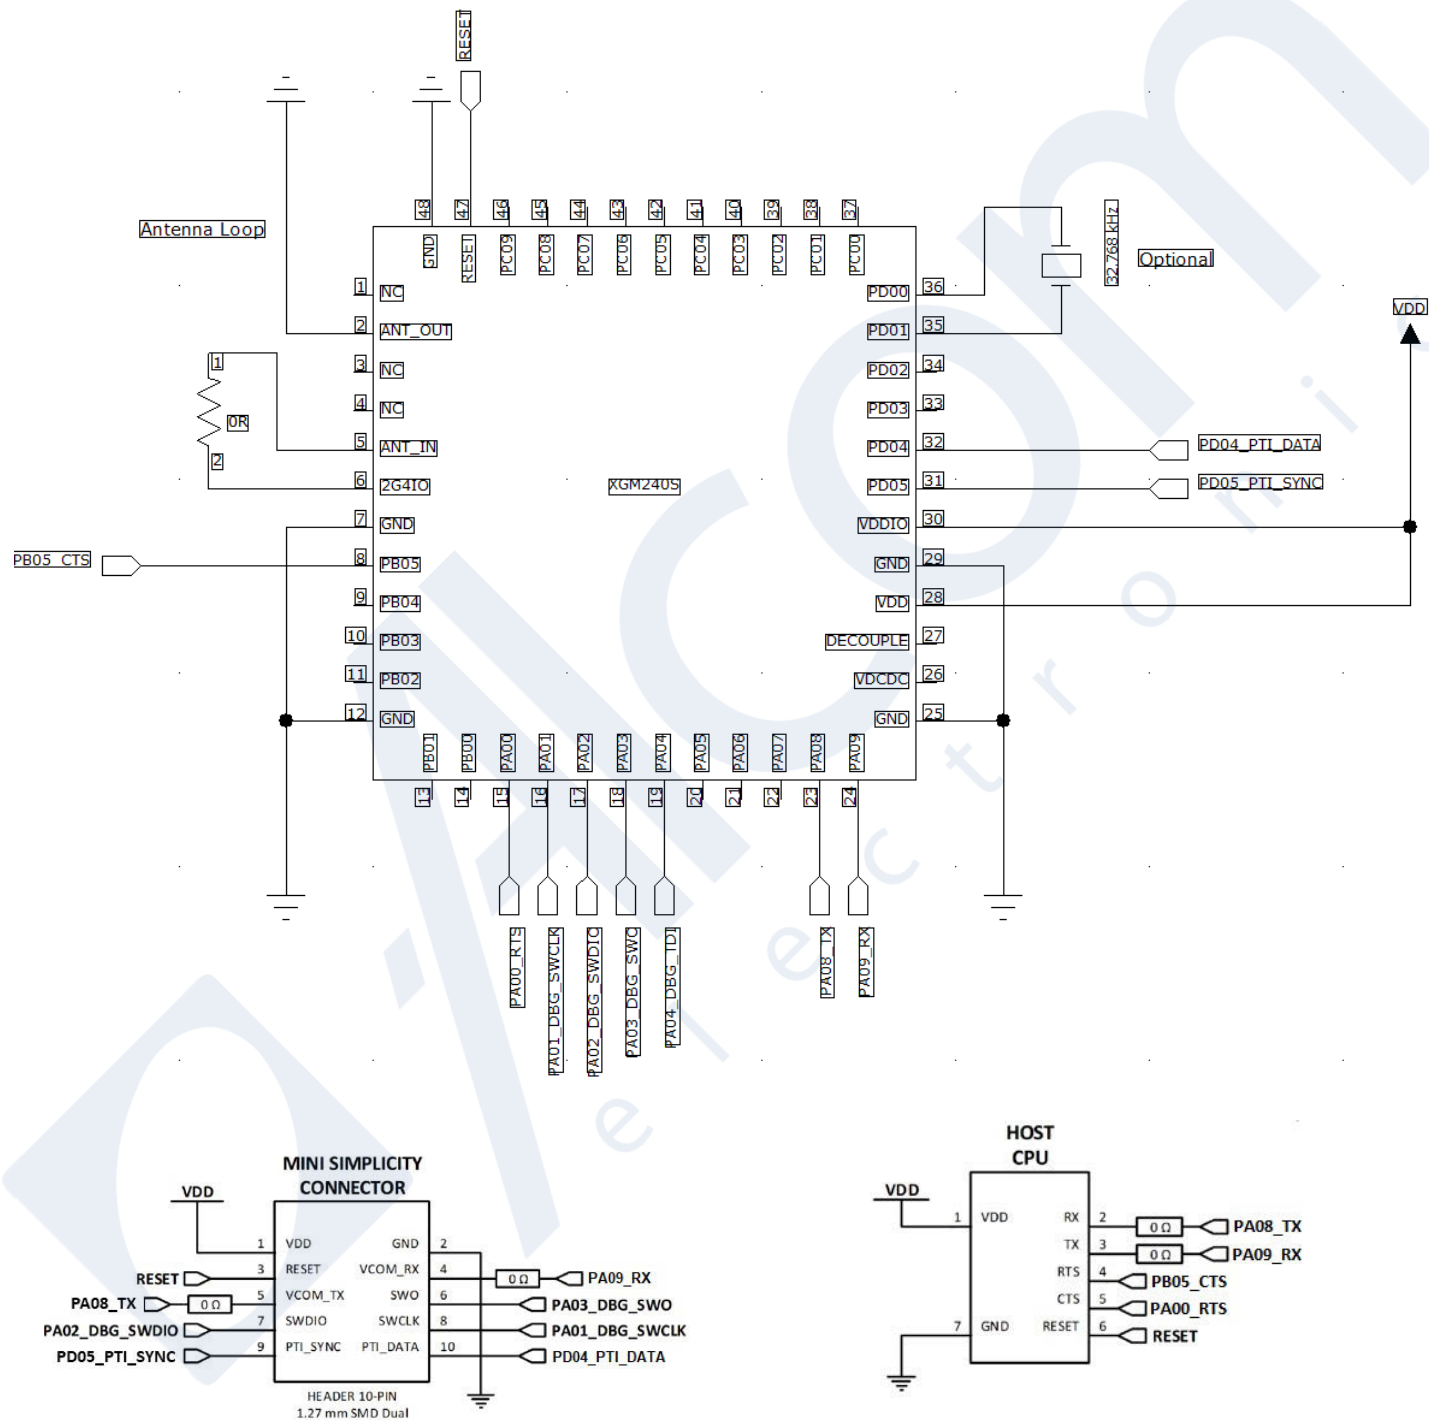 RESET
Antenna Loop
48 47 46 45 44 43 42 41 40 39 38 37
GND RESET PC09 PC08 PC07 PC06 PC05 PC04 PC03 PC02 PC01 PC00
1 NC
2 ANT_OUT
3 NC
4 NC
5 ANT_IN
6 2G4IO
7 GND
8 PB05
9 PB04
10 PB03
11 PB02
12 GND
1
0R
2
PB05_CTS
XGM240S
PD00 36
PD01 35
PD02 34
PD03 33
PD04 32
PD05 31
VDDIO 30
GND 29
VDD 28
DECOUPLE 27
VDCDC 26
GND 25
32.768 kHz
Optional
VDD
PD04_PTI_DATA
PD05_PTI_SYNC
PB01 PB00 PA00 PA01 PA02 PA03 PA04 PA05 PA06 PA07 PA08 PA09
13 14 15 16 17 18 19 20 21 22 23 24
PA00_RTS
PA01_DBG_SWCLK
PA02_DBG_SWDIO
PA03_DBG_SWO
PA04_DBG_TDI
PA08_TX
PA09_RX
Alcom
electronics
MINI SIMPLICITY
CONNECTOR
VDD
1 VDD GND 2
RESET 3 RESET VCOM_RX 4 0 Ω PA09_RX
PA08_TX 0 Ω 5 VCOM_TX SWO 6 PA03_DBG_SWO
PA02_DBG_SWDIO 7 SWDIO SWCLK 8 PA01_DBG_SWCLK
PD05_PTI_SYNC 9 PTI_SYNC PTI_DATA 10 PD04_PTI_DATA
HEADER 10-PIN
1.27 mm SMD Dual
HOST
CPU
VDD
1 VDD RX 2 0 Ω PA08_TX
TX 3 0 Ω PA09_RX
RTS 4 PB05_CTS
CTS 5 PA00_RTS
7 GND RESET 6 RESET